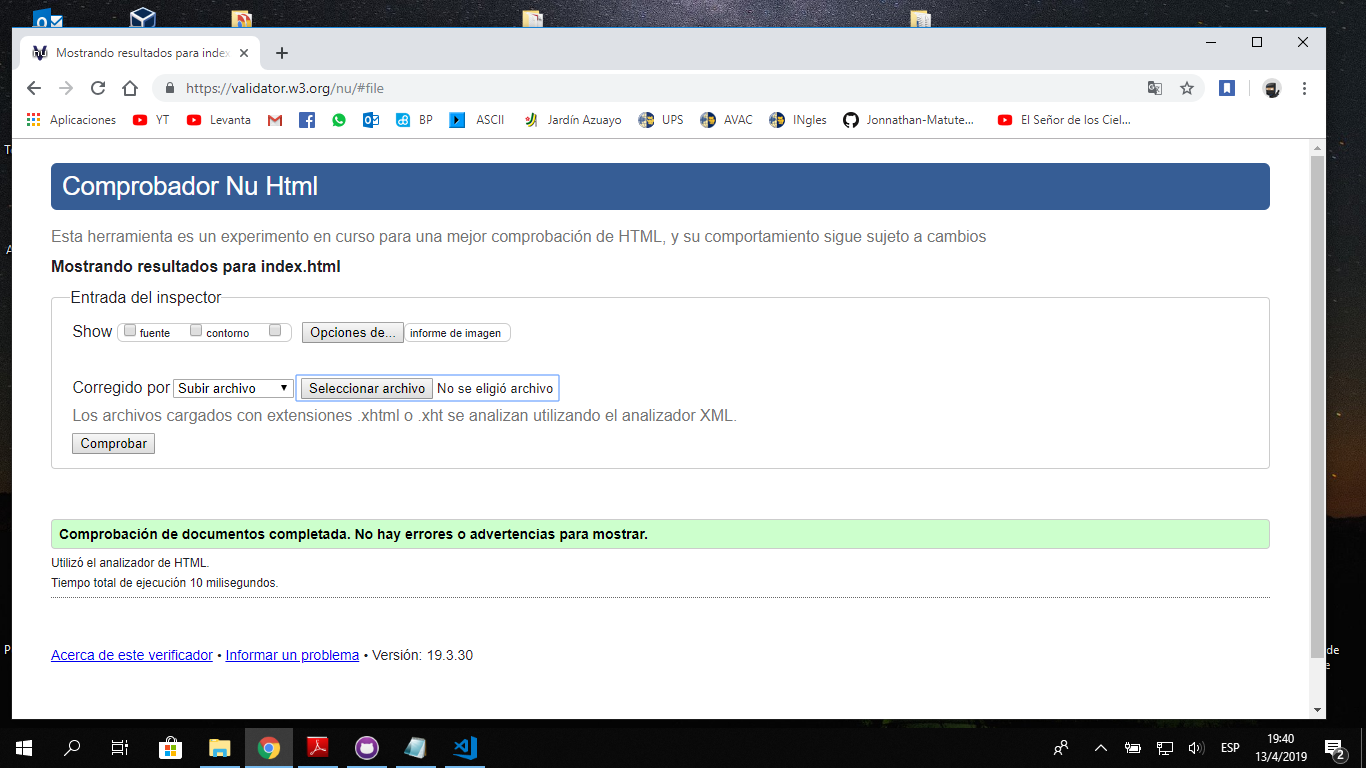 Mostrando resultados para index
https://validator.w3.org/nu/#file
Aplicaciones YT Levanta BP ASCII Jardín Azuayo UPS AVAC INgles Jonnathan-Matute... El Señor de los Ciel...
Comprobador Nu Html
Esta herramienta es un experimento en curso para una mejor comprobación de HTML, y su comportamiento sigue sujeto a cambios
Mostrando resultados para index.html
Entrada del inspector
Show fuente contorno Opciones de... informe de imagen
Corregido por Subir archivo Seleccionar archivo No se eligió archivo
Los archivos cargados con extensiones .xhtml o .xht se analizan utilizando el analizador XML.
Comprobar
Comprobación de documentos completada. No hay errores o advertencias para mostrar.
Utilizó el analizador de HTML.
Tiempo total de ejecución 10 milisegundos.
Acerca de este verificador • Informar un problema • Versión: 19.3.30
de
e
ESP
19:40
13/4/2019
2